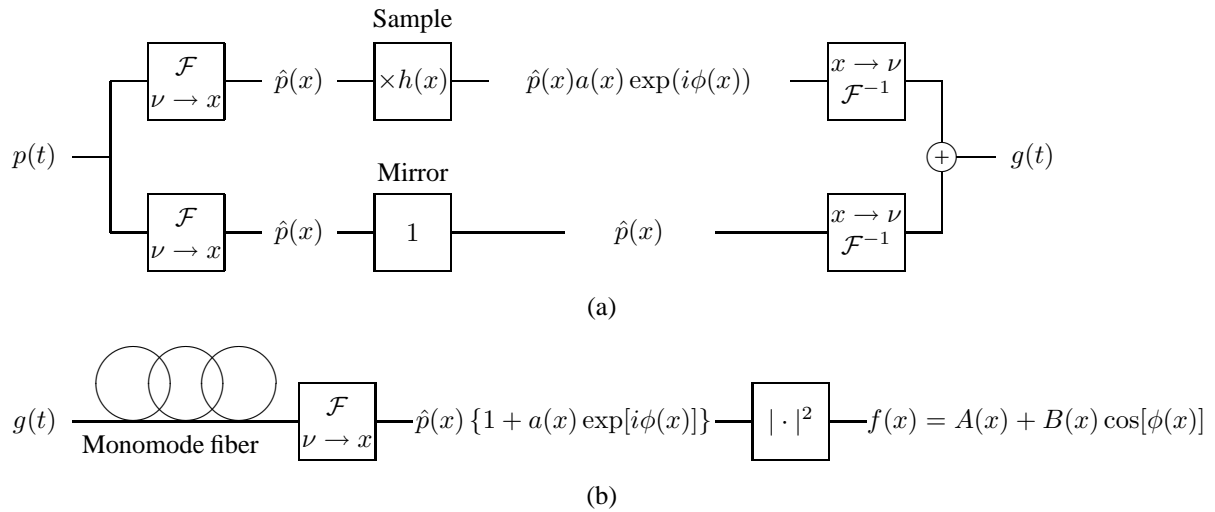 Sample
p(t) ℱ ν → x p̂(x) ×h(x) p̂(x)a(x) exp(iϕ(x)) x → ν ℱ⁻¹
+ g(t)
Mirror
ℱ ν → x p̂(x) 1 p̂(x) x → ν ℱ⁻¹
(a)
g(t) ℱ ν → x p̂(x) {1 + a(x) exp[iϕ(x)]} | · |² f(x) = A(x) + B(x) cos[ϕ(x)]
Monomode fiber
(b)